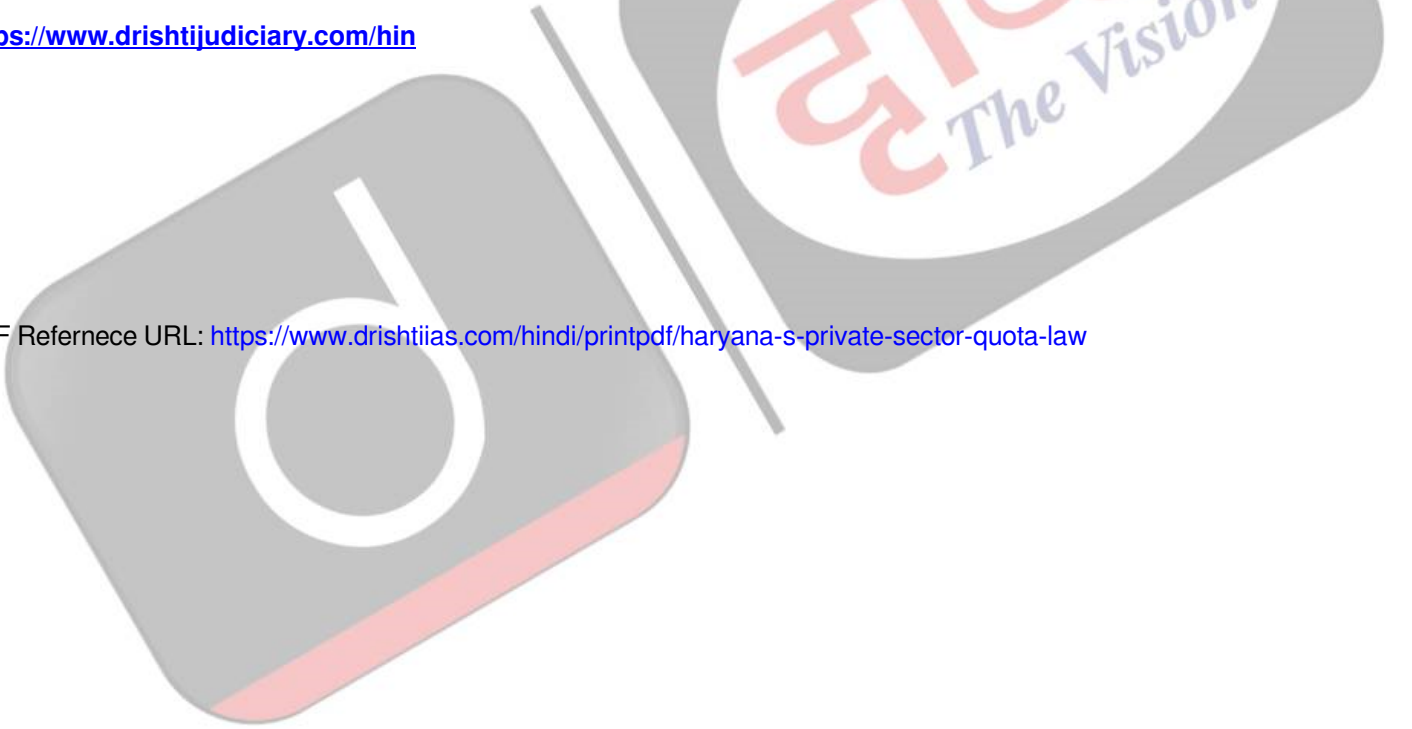 ps://www.drishtijudiciary.com/hin
The Vision
F Refernece URL: https://www.drishtiias.com/hindi/printpdf/haryana-s-private-sector-quota-law